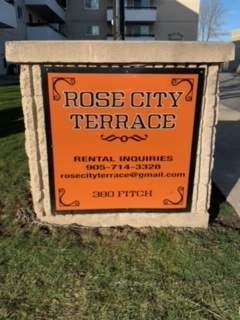 ROSE CITY
TERRACE
RENTAL INQUIRIES
905-714-3328
rosecityterrace@gmail.com
380 FITCH